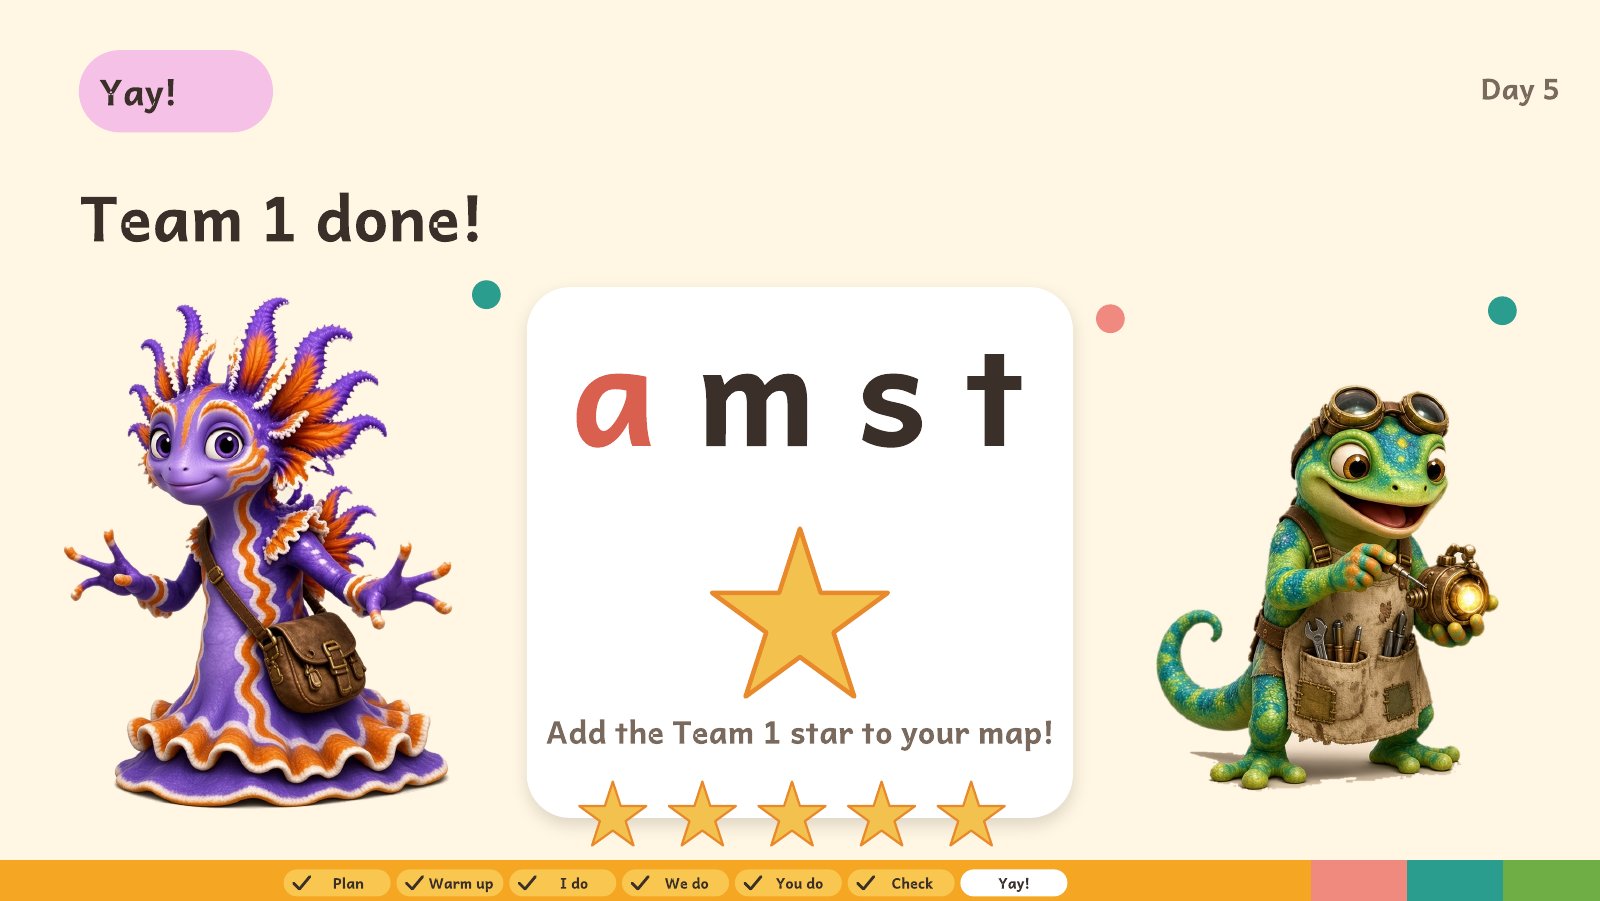 Yay!
Day 5
Team 1 done!
a m s t
Add the Team 1 star to your map!
Plan
Warm up
I do
We do
You do
Check
Yay!